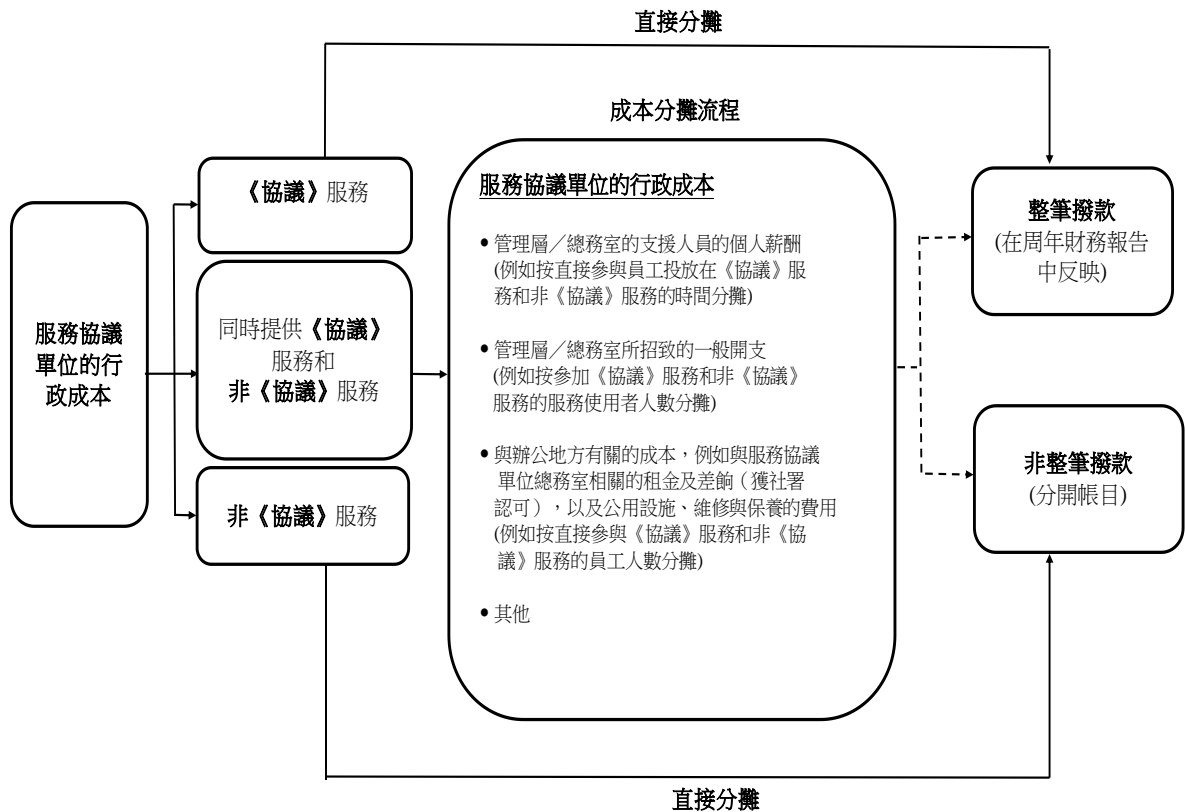 直接分攤
成本分攤流程
服務協議
單位的行
政成本
《協議》服務
同時提供《協議》
服務和
非《協議》服務
非《協議》服務
服務協議單位的行政成本
• 管理層／總務室的支援人員的個人薪酬
(例如按直接參與員工投放在《協議》服
務和非《協議》服務的時間分攤)
• 管理層／總務室所招致的一般開支
(例如按參加《協議》服務和非《協議》
服務的服務使用者人數分攤)
• 與辦公地方有關的成本，例如與服務協議
單位總務室相關的租金及差餉（獲社署
認可），以及公用設施、維修與保養的費用
(例如按直接參與《協議》服務和非《協
議》服務的員工人數分攤)
• 其他
整筆撥款
(在周年財務報告
中反映)
非整筆撥款
(分開帳目)
直接分攤